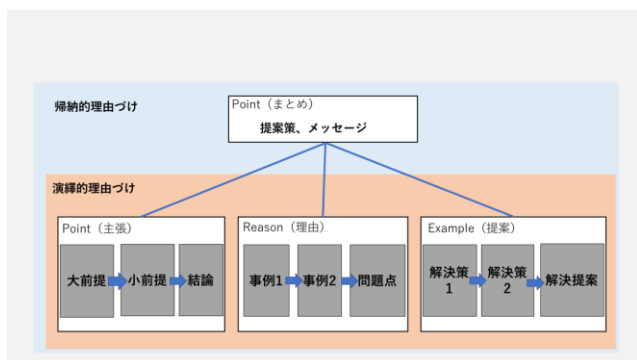 帰納的理由づけ
Point（まとめ）
提案策、メッセージ
演繹的理由づけ
Point（主張）
大前提
小前提
結論
Reason（理由）
事例1
事例2
問題点
Example（提案）
解決策
1
解決策
2
解決提案